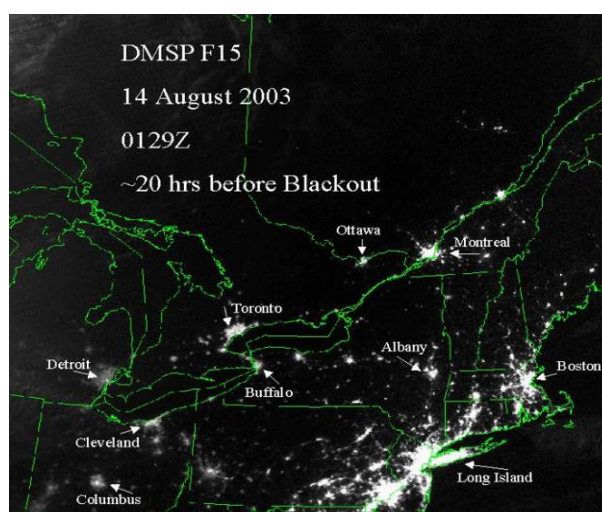 DMSP F15
14 August 2003
0129Z
~20 hrs before Blackout
Ottawa
Montreal
Toronto
Detroit
Albany
Boston
Buffalo
Cleveland
Long Island
Columbus